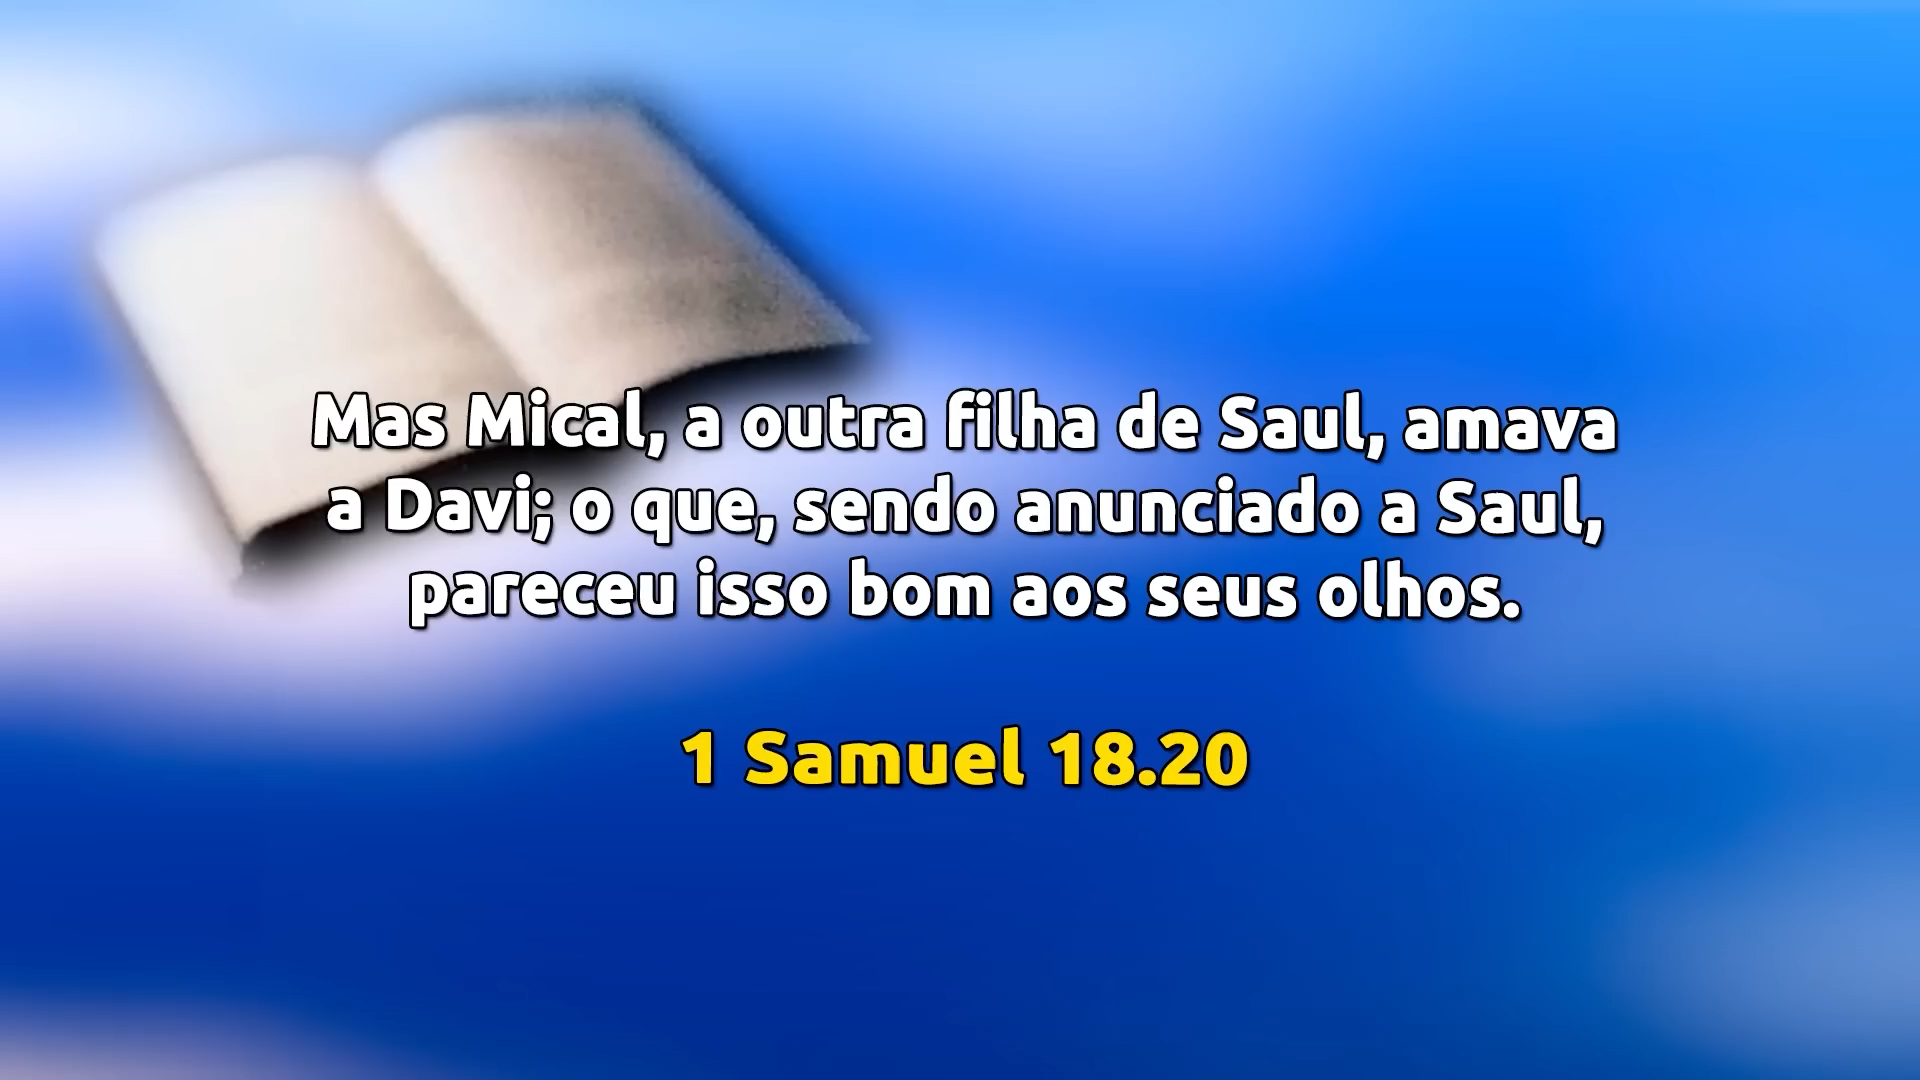 Mas Mical, a outra filha de Saul, amava
a Davi; o que, sendo anunciado a Saul,
pareceu isso bom aos seus olhos.
1 Samuel 18.20